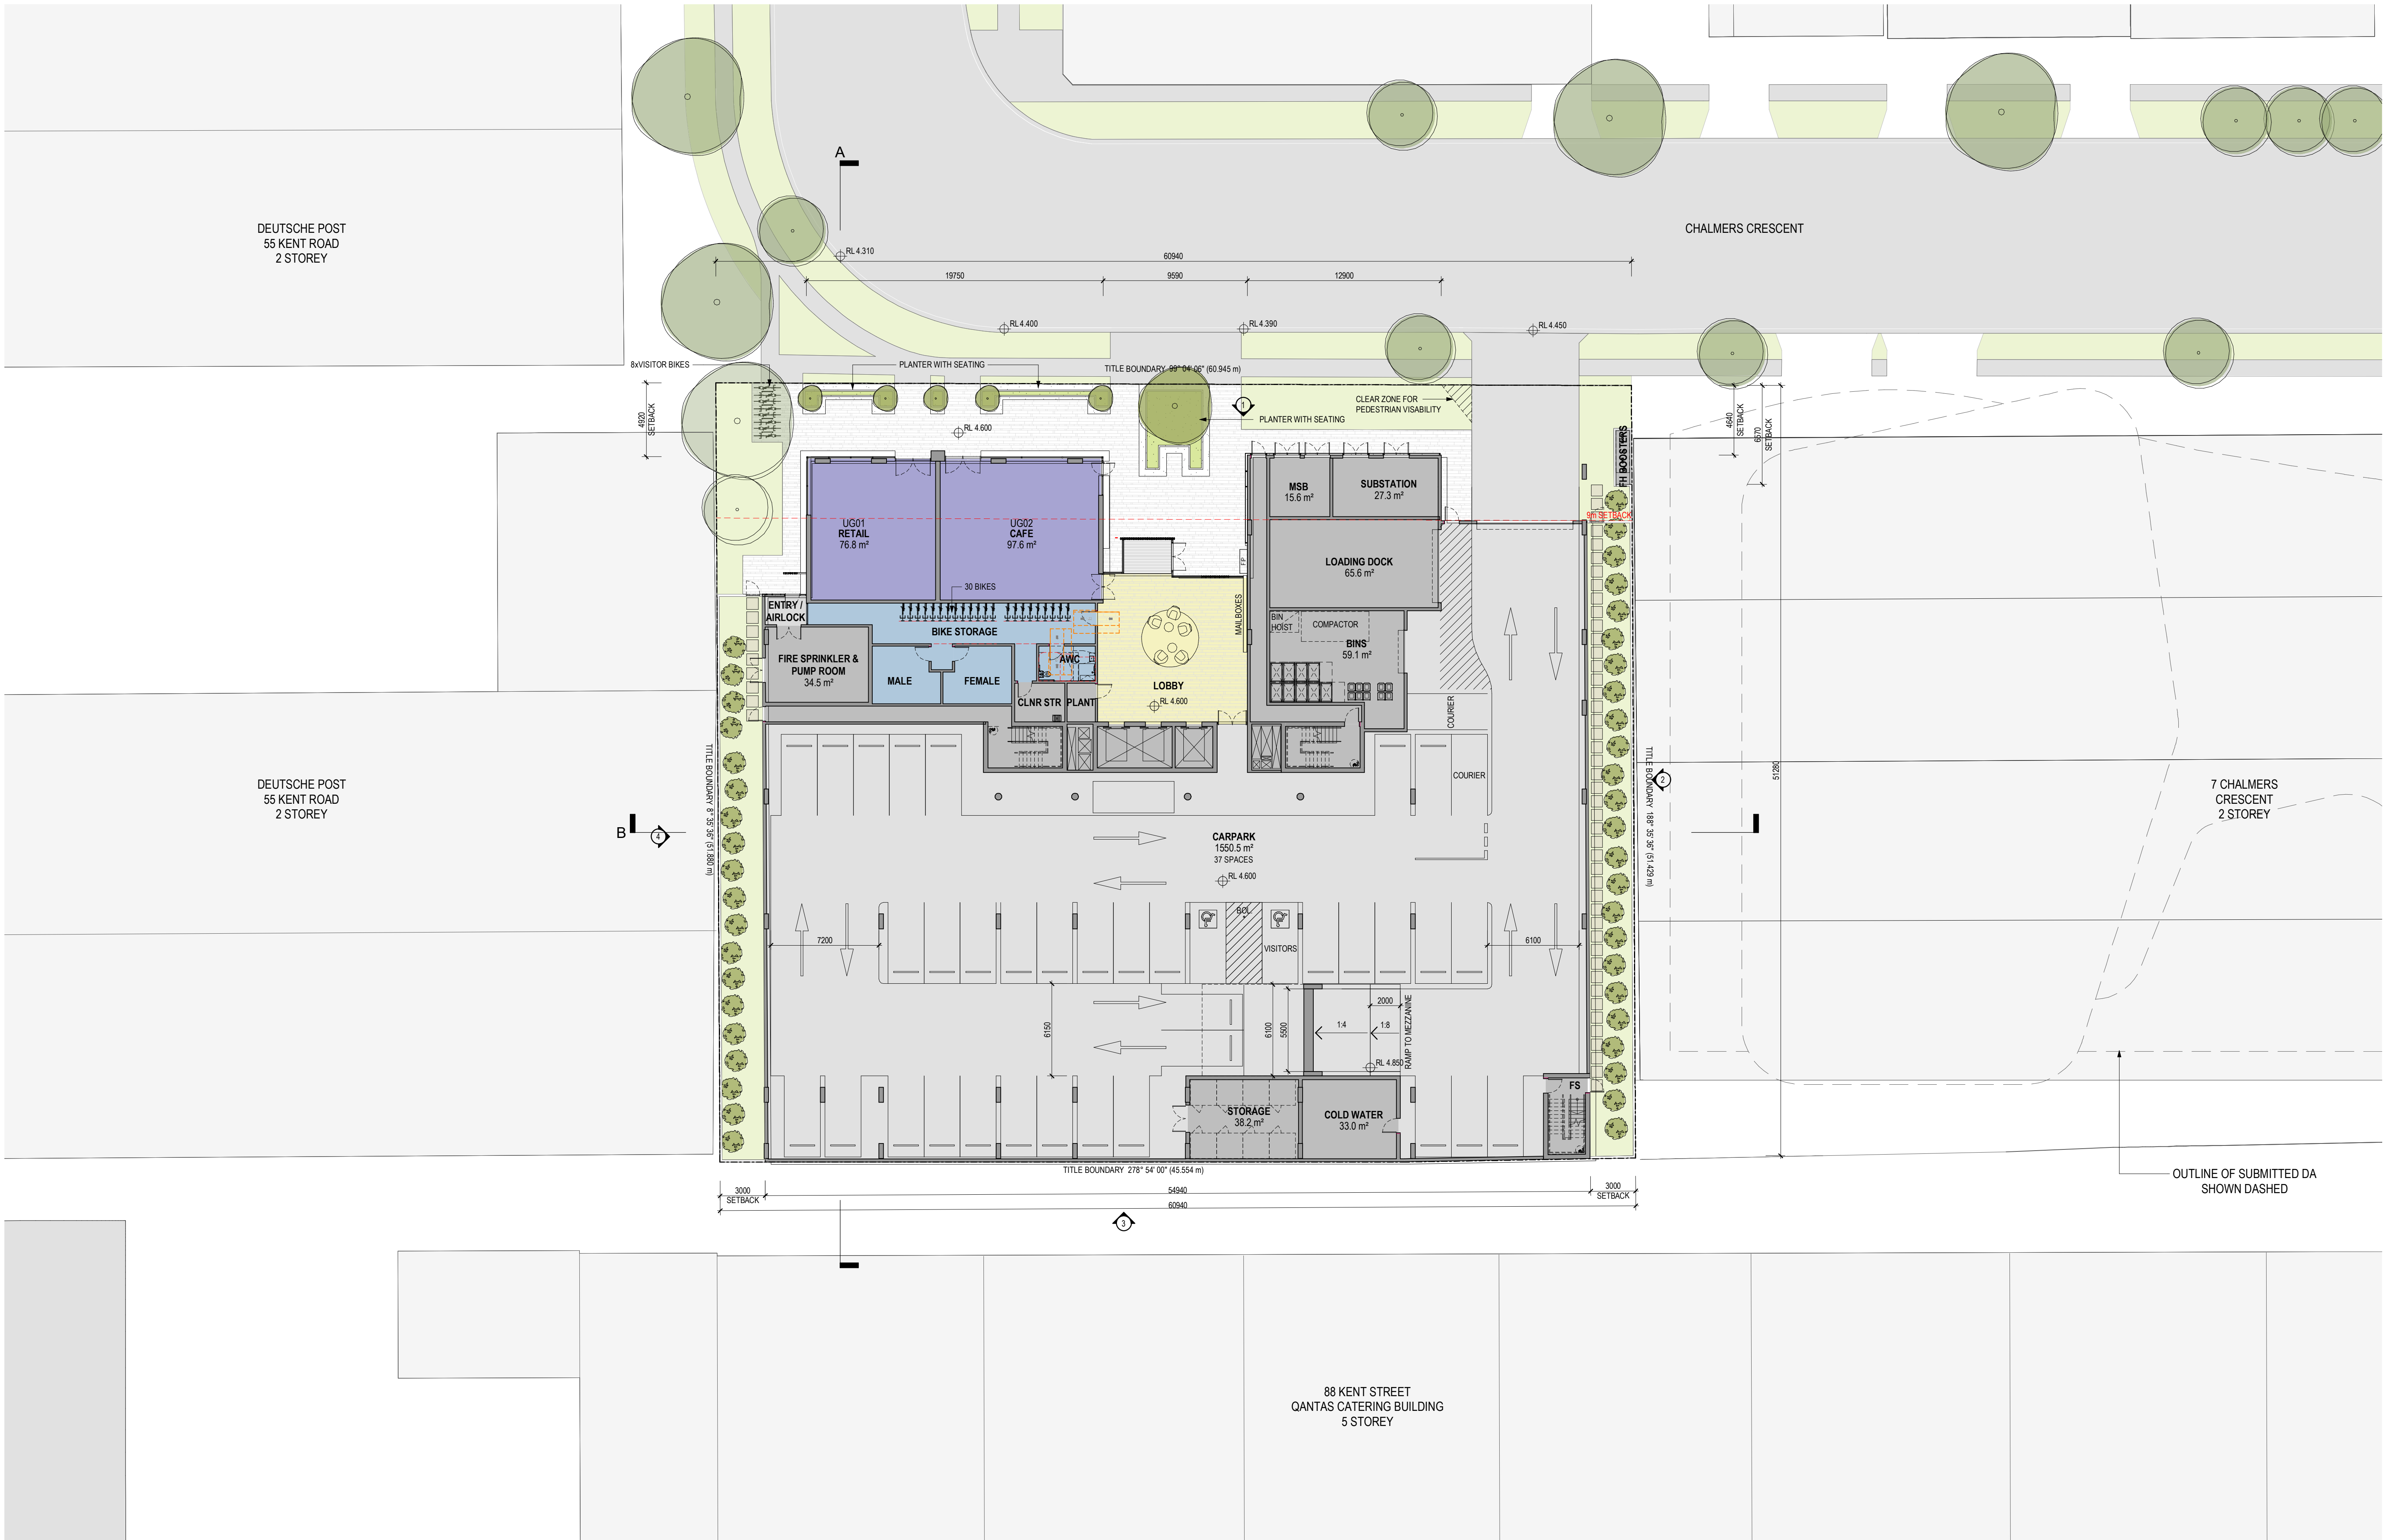 A
DEUTSCHE POST
55 KENT ROAD
2 STOREY
CHALMERS CRESCENT
RL 4.310
60940
19750
9590
12900
RL 4.400
RL 4.390
RL 4.450
8xVISITOR BIKES
PLANTER WITH SEATING
TITLE BOUNDARY 99° 04' 06" (60.945 m)
4920
SETBACK
CLEAR ZONE FOR
PEDESTRIAN VISABILITY
1
PLANTER WITH SEATING
4640
SETBACK
6670
SETBACK
RL 4.600
FH BOOSTERS
MSB
15.6 m²
SUBSTATION
27.3 m²
9m SETBACK
UG01
RETAIL
76.8 m²
UG02
CAFE
97.6 m²
FP
LOADING DOCK
65.6 m²
30 BIKES
ENTRY /
AIRLOCK
BIKE STORAGE
MAILBOXES
BIN
HOIST
COMPACTOR
BINS
59.1 m²
FIRE SPRINKLER &
PUMP ROOM
34.5 m²
MALE
FEMALE
AWC
LOBBY
RL 4.600
CLNR STR
PLANT
COURIER
COURIER
TITLE BOUNDARY 8° 35' 36" (51.880 m)
TITLE BOUNDARY 188° 35' 36" (51.429 m)
2
51280
DEUTSCHE POST
55 KENT ROAD
2 STOREY
7 CHALMERS
CRESCENT
2 STOREY
B
4
CARPARK
1550.5 m²
37 SPACES
RL 4.600
BOL.
VISITORS
7200
6100
6150
6100
5500
2000
1:4
1:8
RAMP TO MEZZANINE
RL 4.850
STORAGE
38.2 m²
COLD WATER
33.0 m²
FS
TITLE BOUNDARY 278° 54' 00" (45.554 m)
OUTLINE OF SUBMITTED DA
SHOWN DASHED
3000
SETBACK
54940
3000
SETBACK
60940
3
88 KENT STREET
QANTAS CATERING BUILDING
5 STOREY